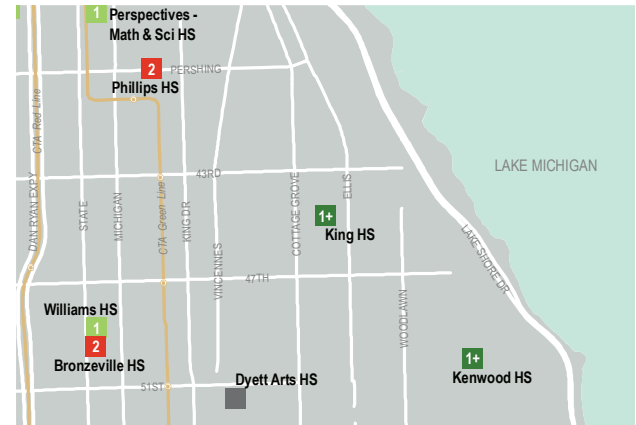 1
Perspectives -
Math & Sci HS
2
PERSHING
Phillips HS
CTA Red Line
DAN RYAN EXPY
STATE
MICHIGAN
CTA Green Line
KING DR
VINCENNES
COTTAGE GROVE
ELLIS
43RD
LAKE MICHIGAN
1+
King HS
LAKE SHORE DR
47TH
WOODLAWN
Williams HS
1
2
Bronzeville HS
1+
Kenwood HS
Dyett Arts HS
51ST